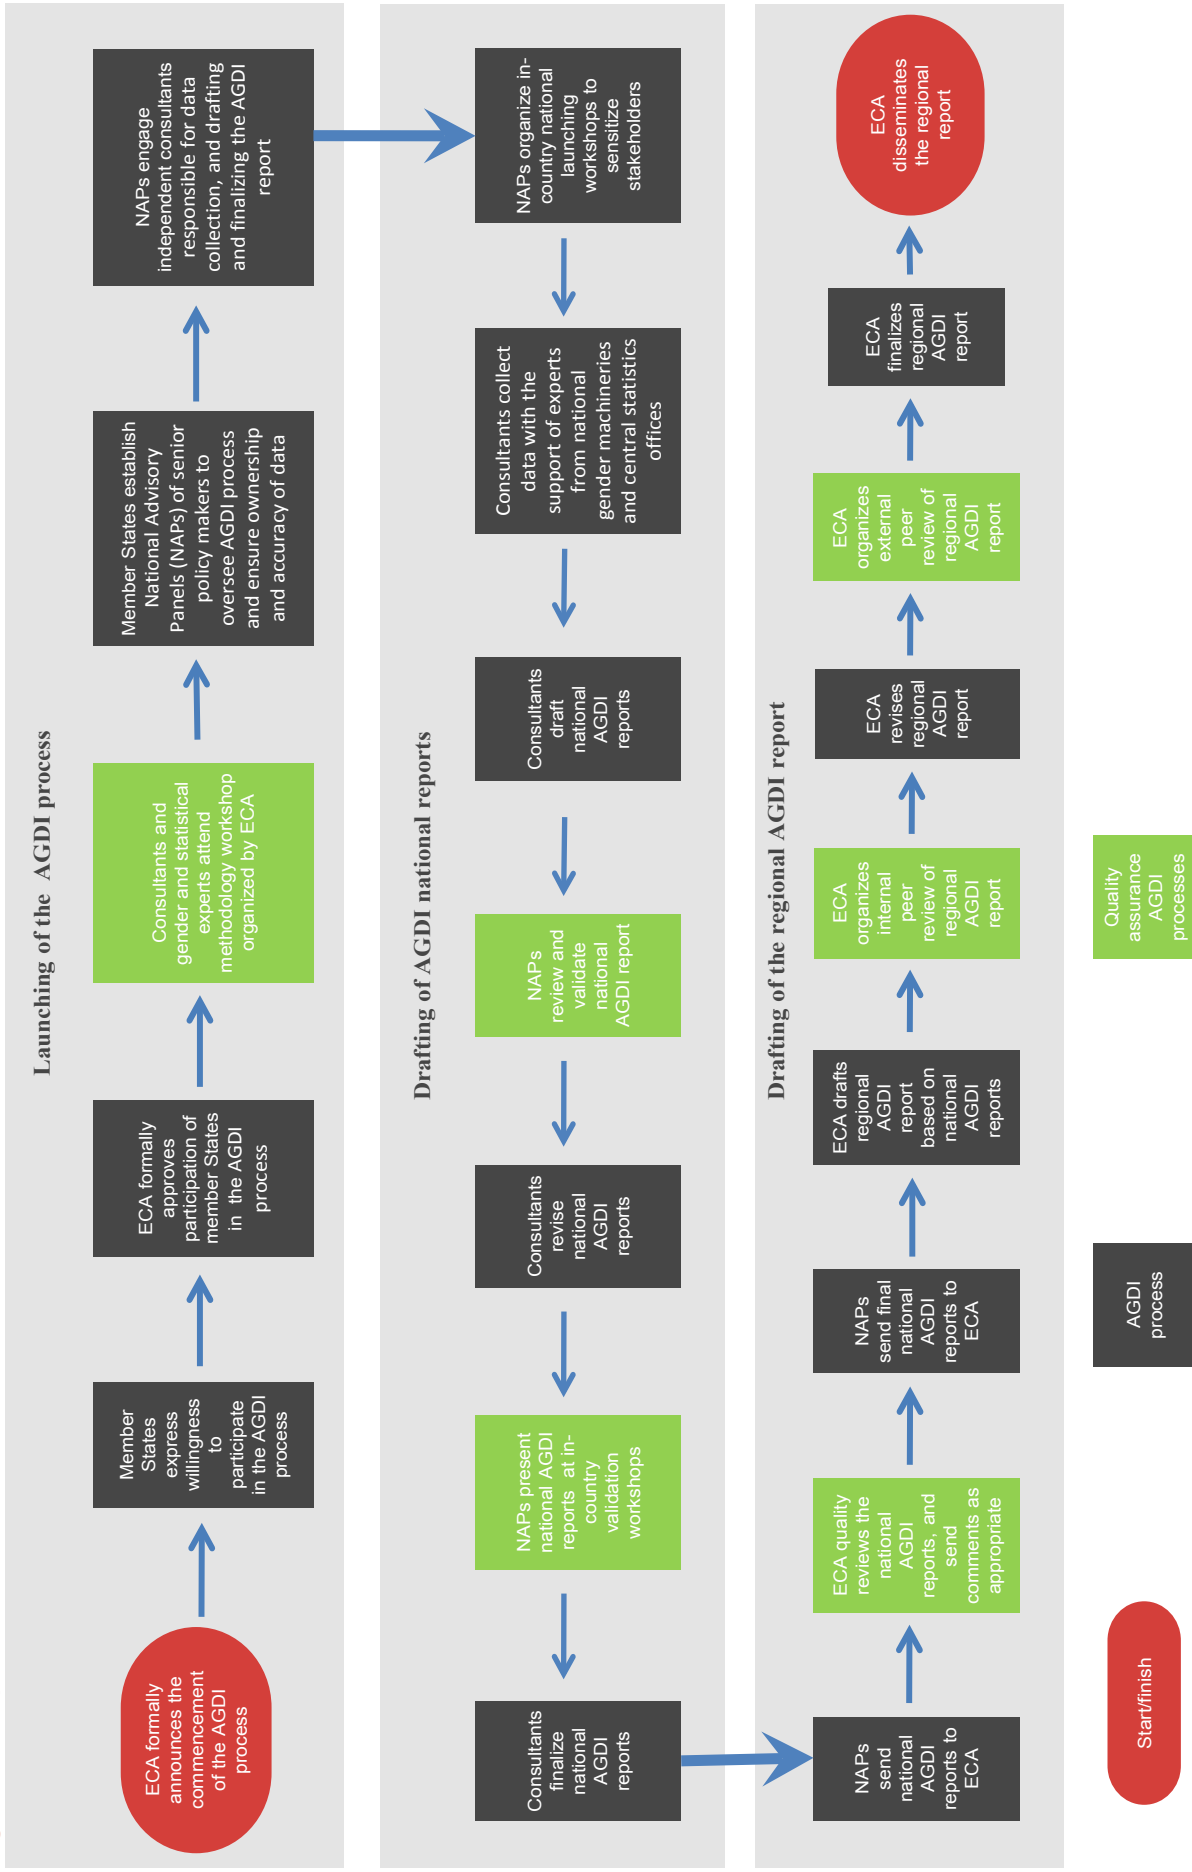 Launching of the AGDI process
ECA formally
announces the
commencement
of the AGDI
process
Member
States
express
willingness
to
participate
in the AGDI
process
ECA formally
approves
participation of
member States
in the AGDI
process
Consultants and
gender and statistical
experts attend
methodology workshop
organized by ECA
Member States establish
National Advisory
Panels (NAPs) of senior
policy makers to
oversee AGDI process
and ensure ownership
and accuracy of data
NAPs engage
independent consultants
responsible for data
collection, and drafting
and finalizing the AGDI
report
Drafting of AGDI national reports
NAPs organize in-
country national
launching
workshops to
sensitize
stakeholders
Consultants collect
data with the
support of experts
from national
gender machineries
and central statistics
offices
Consultants
draft
national
AGDI
reports
NAPs
review and
validate
national
AGDI report
Consultants
revise
national
AGDI
reports
NAPs present
national AGDI
reports at in-
country
validation
workshops
Consultants
finalize
national
AGDI
reports
Drafting of the regional AGDI report
NAPs
send
national
AGDI
reports to
ECA
ECA quality
reviews the
national
AGDI
reports, and
send
comments as
appropriate
NAPs
send final
national
AGDI
reports to
ECA
ECA drafts
regional
AGDI
report
based on
national
AGDI
reports
ECA
organizes
internal
peer
review of
regional
AGDI
report
ECA
revises
regional
AGDI
report
ECA
organizes
external
peer
review of
regional
AGDI
report
ECA
finalizes
regional
AGDI
report
ECA
disseminates
the regional
report
Start/finish
AGDI
process
Quality
assurance
AGDI
processes